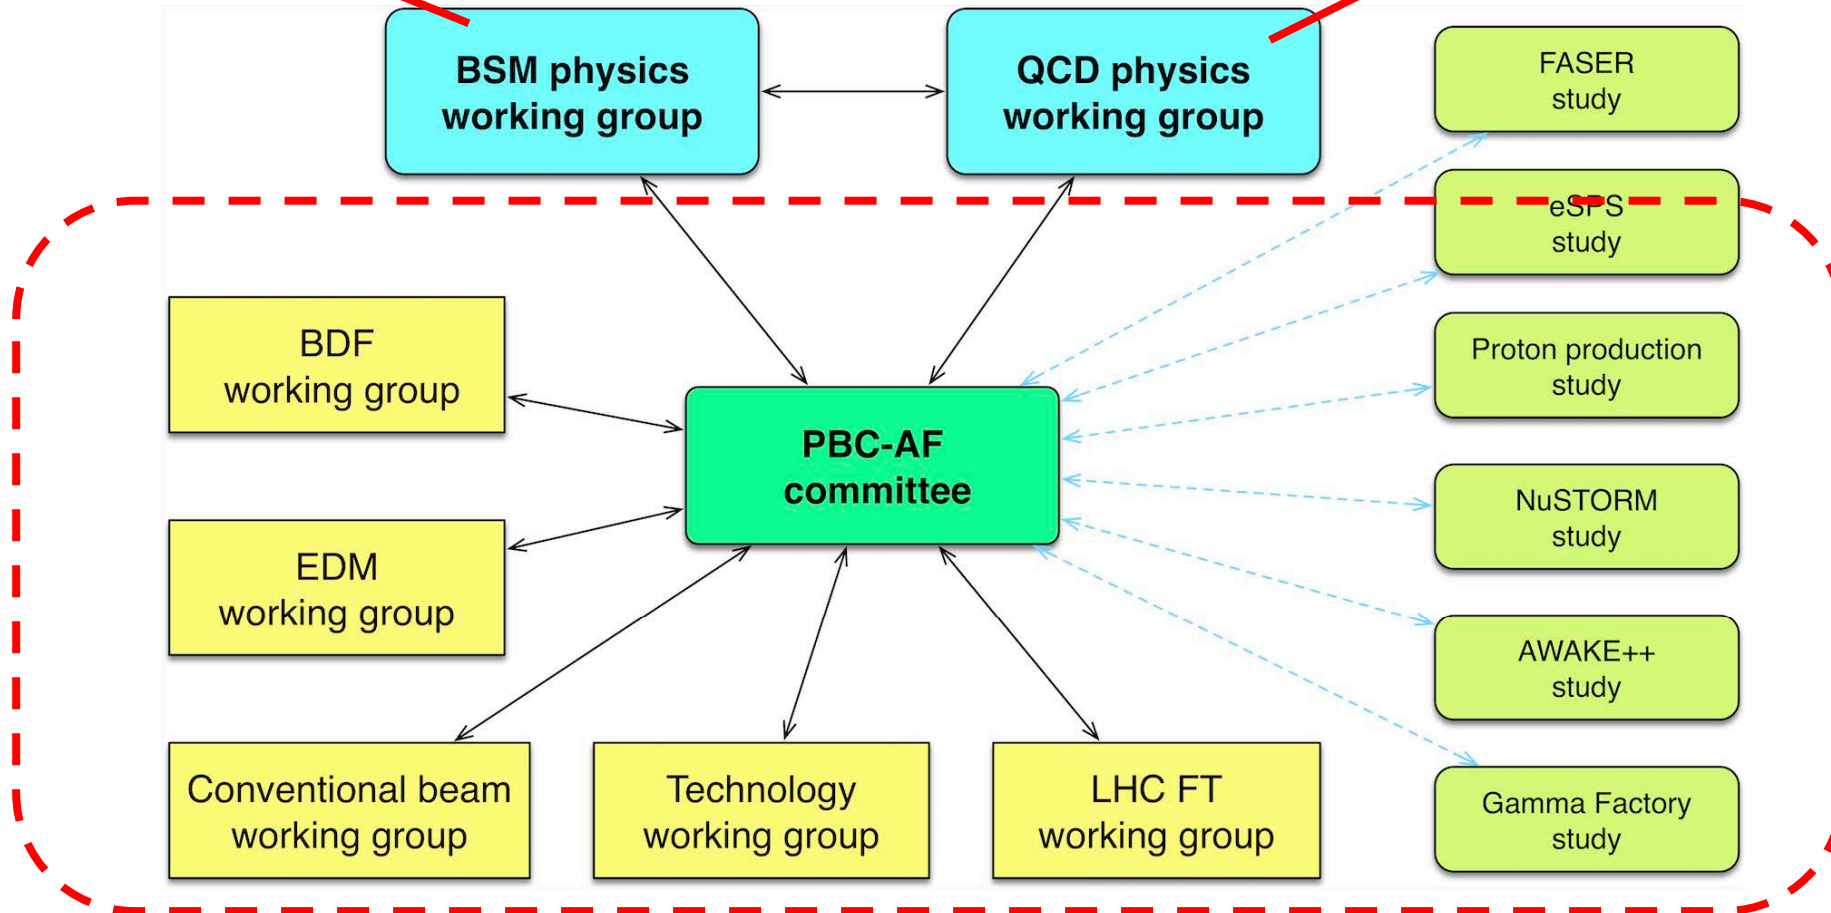 BSM physics
working group
QCD physics
working group
FASER
study
eSPS
study
BDF
working group
Proton production
study
PBC-AF
committee
NuSTORM
study
EDM
working group
AWAKE++
study
Conventional beam
working group
Technology
working group
LHC FT
working group
Gamma Factory
study